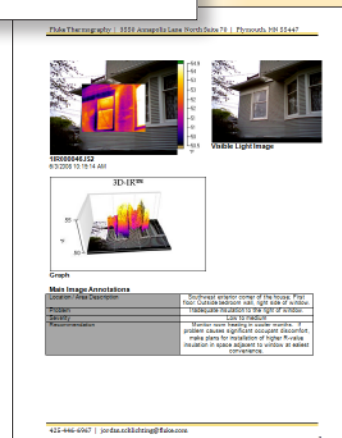 Fluke Thermography | 3550 Annapolis Lane North Suite 70 | Plymouth, MN 55447
Visible Light Image
IR000046.IS2
6/3/2008 10:19:14 AM
3D-IR™
Graph
Main Image Annotations
Location / Area Description
Southwest exterior corner of the house. First floor. Outside bedroom wall, right side of window.
Problem
Inadequate insulation to the right of window.
Severity
Low to medium
Recommendation
Monitor room heating in cooler months. If
problem causes significant occupant discomfort,
make plans for installation of higher R-value
insulation in space adjacent to window at easiest
convenience.
425-446-6967 | jordan.schlichting@fluke.com